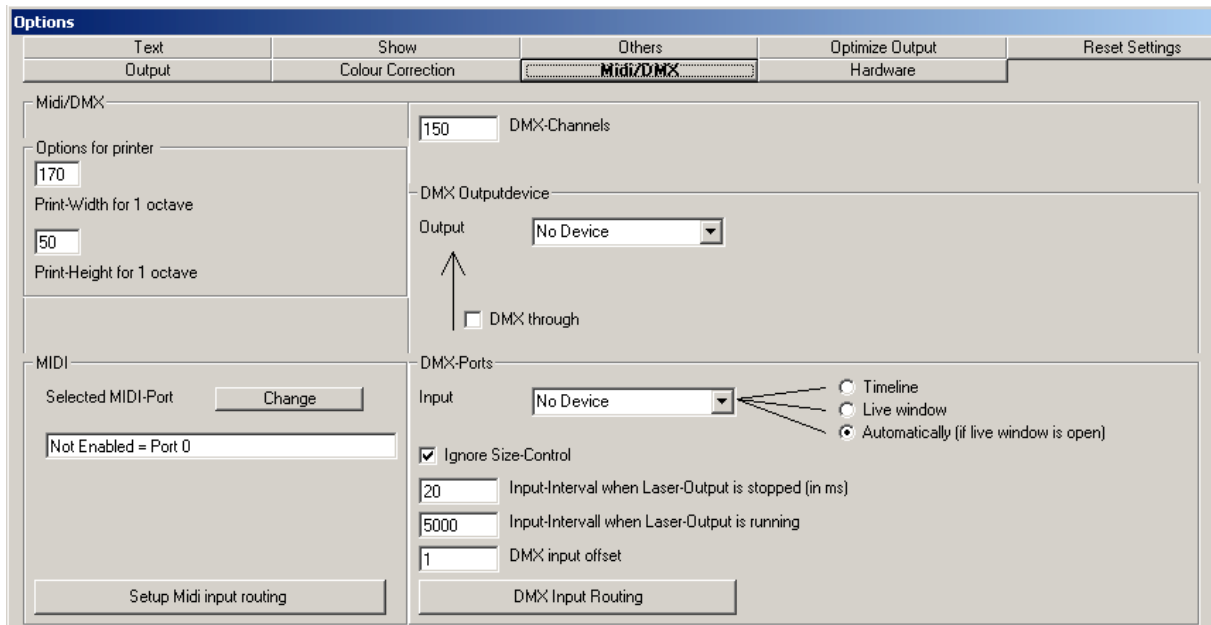 Options
Text Show Others Optimize Output Reset Settings
Output Colour Correction Midi/DMX Hardware
Midi/DMX
150 DMX-Channels
Options for printer
170
Print-Width for 1 octave
50
Print-Height for 1 octave
DMX Outputdevice
Output No Device
DMX through
MIDI
Selected MIDI-Port Change
Not Enabled = Port 0
Setup Midi input routing
DMX-Ports
Input No Device
Timeline
Live window
Automatically (if live window is open)
Ignore Size-Control
20 Input-Interval when Laser-Output is stopped (in ms)
5000 Input-Intervall when Laser-Output is running
1 DMX input offset
DMX Input Routing